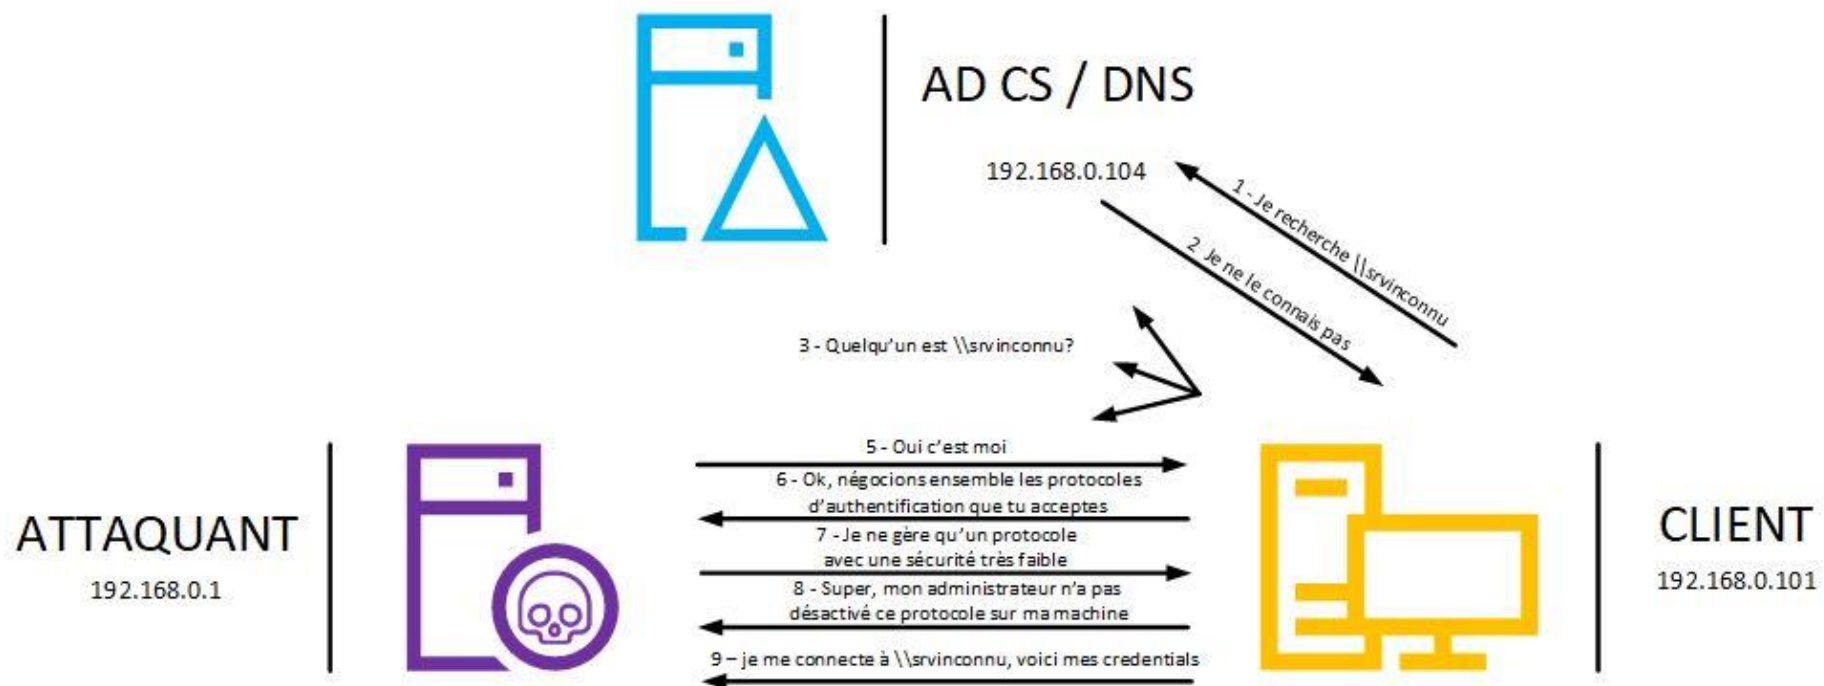 AD CS / DNS
192.168.0.104
1 - Je recherche \\srvinconnu
2  Je ne le connais pas
3 - Quelqu'un est \\srvinconnu?
5 - Oui c'est moi
6 - Ok, négocions ensemble les protocoles
d'authentification que tu acceptes
7 - Je ne gère qu'un protocole
avec une sécurité très faible
8 - Super, mon administrateur n'a pas
désactivé ce protocole sur ma machine
9 – je me connecte à \\srvinconnu, voici mes credentials
ATTAQUANT
192.168.0.1
CLIENT
192.168.0.101